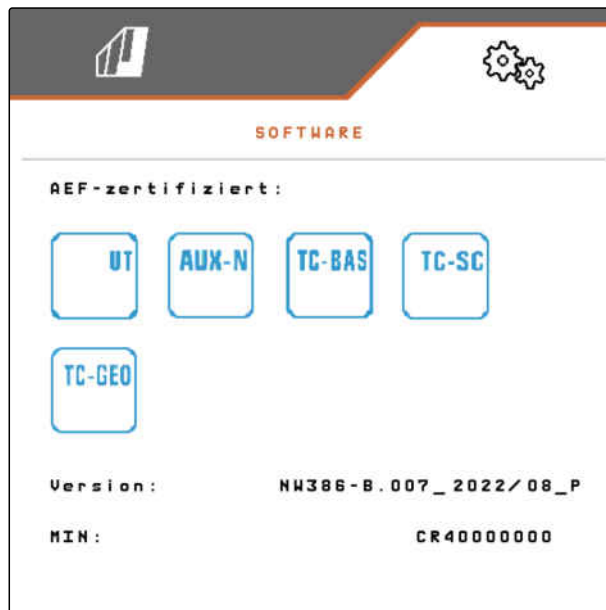 SOFTWARE
AEF-zertifiziert:
UT AUX-N TC-BAS TC-SC
TC-GEO
Version: NW386-B.007_2022/08_P
MIN: CR40000000